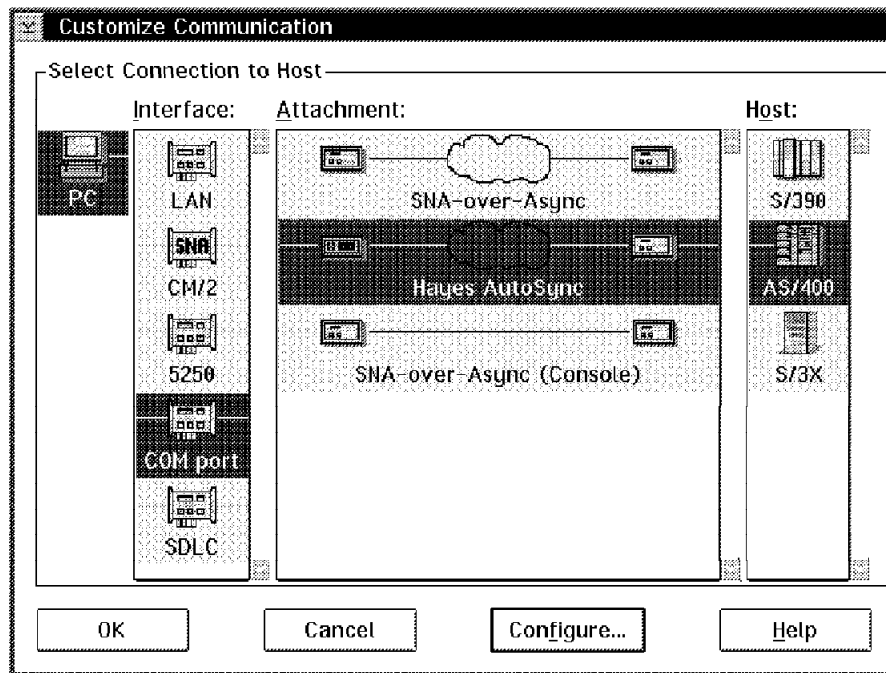 Customize Communication
Select Connection to Host
Interface: Attachment: Host:
PC
LAN
SNA
CM/2
5250
COM port
SDLC
SNA-over-Async
Hayes AutoSync
SNA-over-Async (Console)
S/390
AS/400
S/3X
OK Cancel Configure... Help